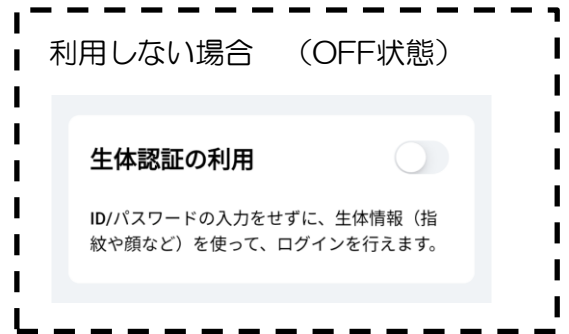 利用しない場合　（OFF状態）
生体認証の利用
ID/パスワードの入力をせずに、生体情報（指
紋や顔など）を使って、ログインを行えます。